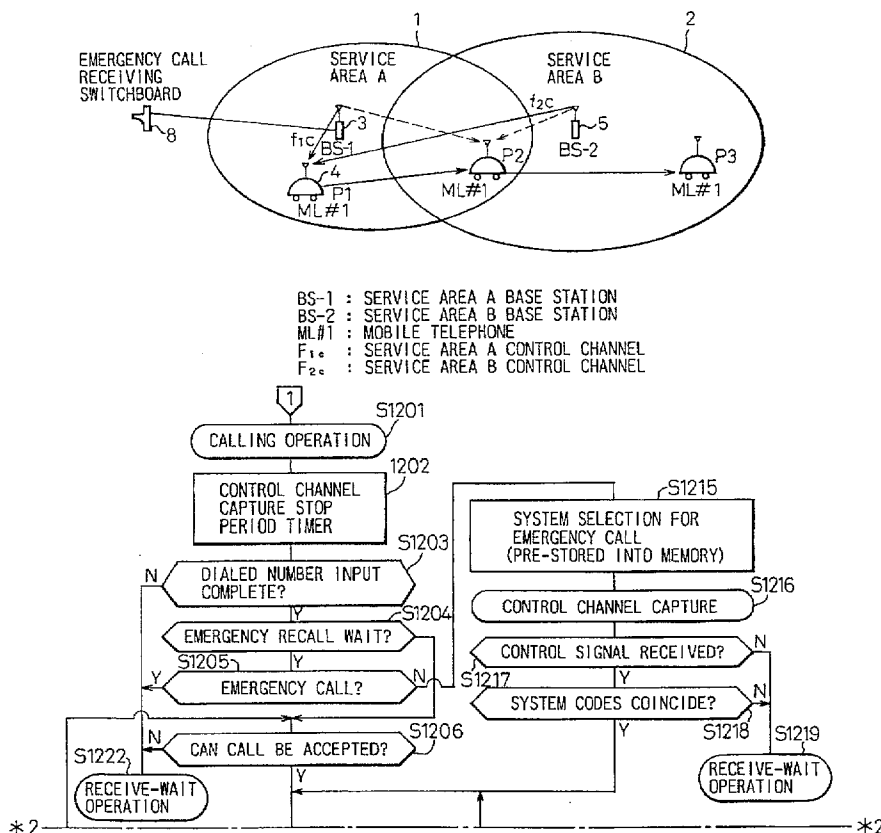 1
2
EMERGENCY CALL
RECEIVING
SWITCHBOARD
8
SERVICE
AREA A
SERVICE
AREA B
f1c
f2c
3
BS-1
5
BS-2
4
P1
ML#1
P2
ML#1
P3
ML#1
BS-1 : SERVICE AREA A BASE STATION
BS-2 : SERVICE AREA B BASE STATION
ML#1 : MOBILE TELEPHONE
F1c : SERVICE AREA A CONTROL CHANNEL
F2c : SERVICE AREA B CONTROL CHANNEL
1
S1201
CALLING OPERATION
1202
CONTROL CHANNEL
CAPTURE STOP
PERIOD TIMER
S1203
N
DIALED NUMBER INPUT
COMPLETE?
Y
S1204
EMERGENCY RECALL WAIT?
Y
S1205
Y
EMERGENCY CALL?
N
S1206
N
CAN CALL BE ACCEPTED?
Y
S1222
RECEIVE-WAIT
OPERATION
S1215
SYSTEM SELECTION FOR
EMERGENCY CALL
(PRE-STORED INTO MEMORY)
S1216
CONTROL CHANNEL CAPTURE
CONTROL SIGNAL RECEIVED?
N
S1217
Y
SYSTEM CODES COINCIDE?
N
S1218
Y
S1219
RECEIVE-WAIT
OPERATION
*2
*2